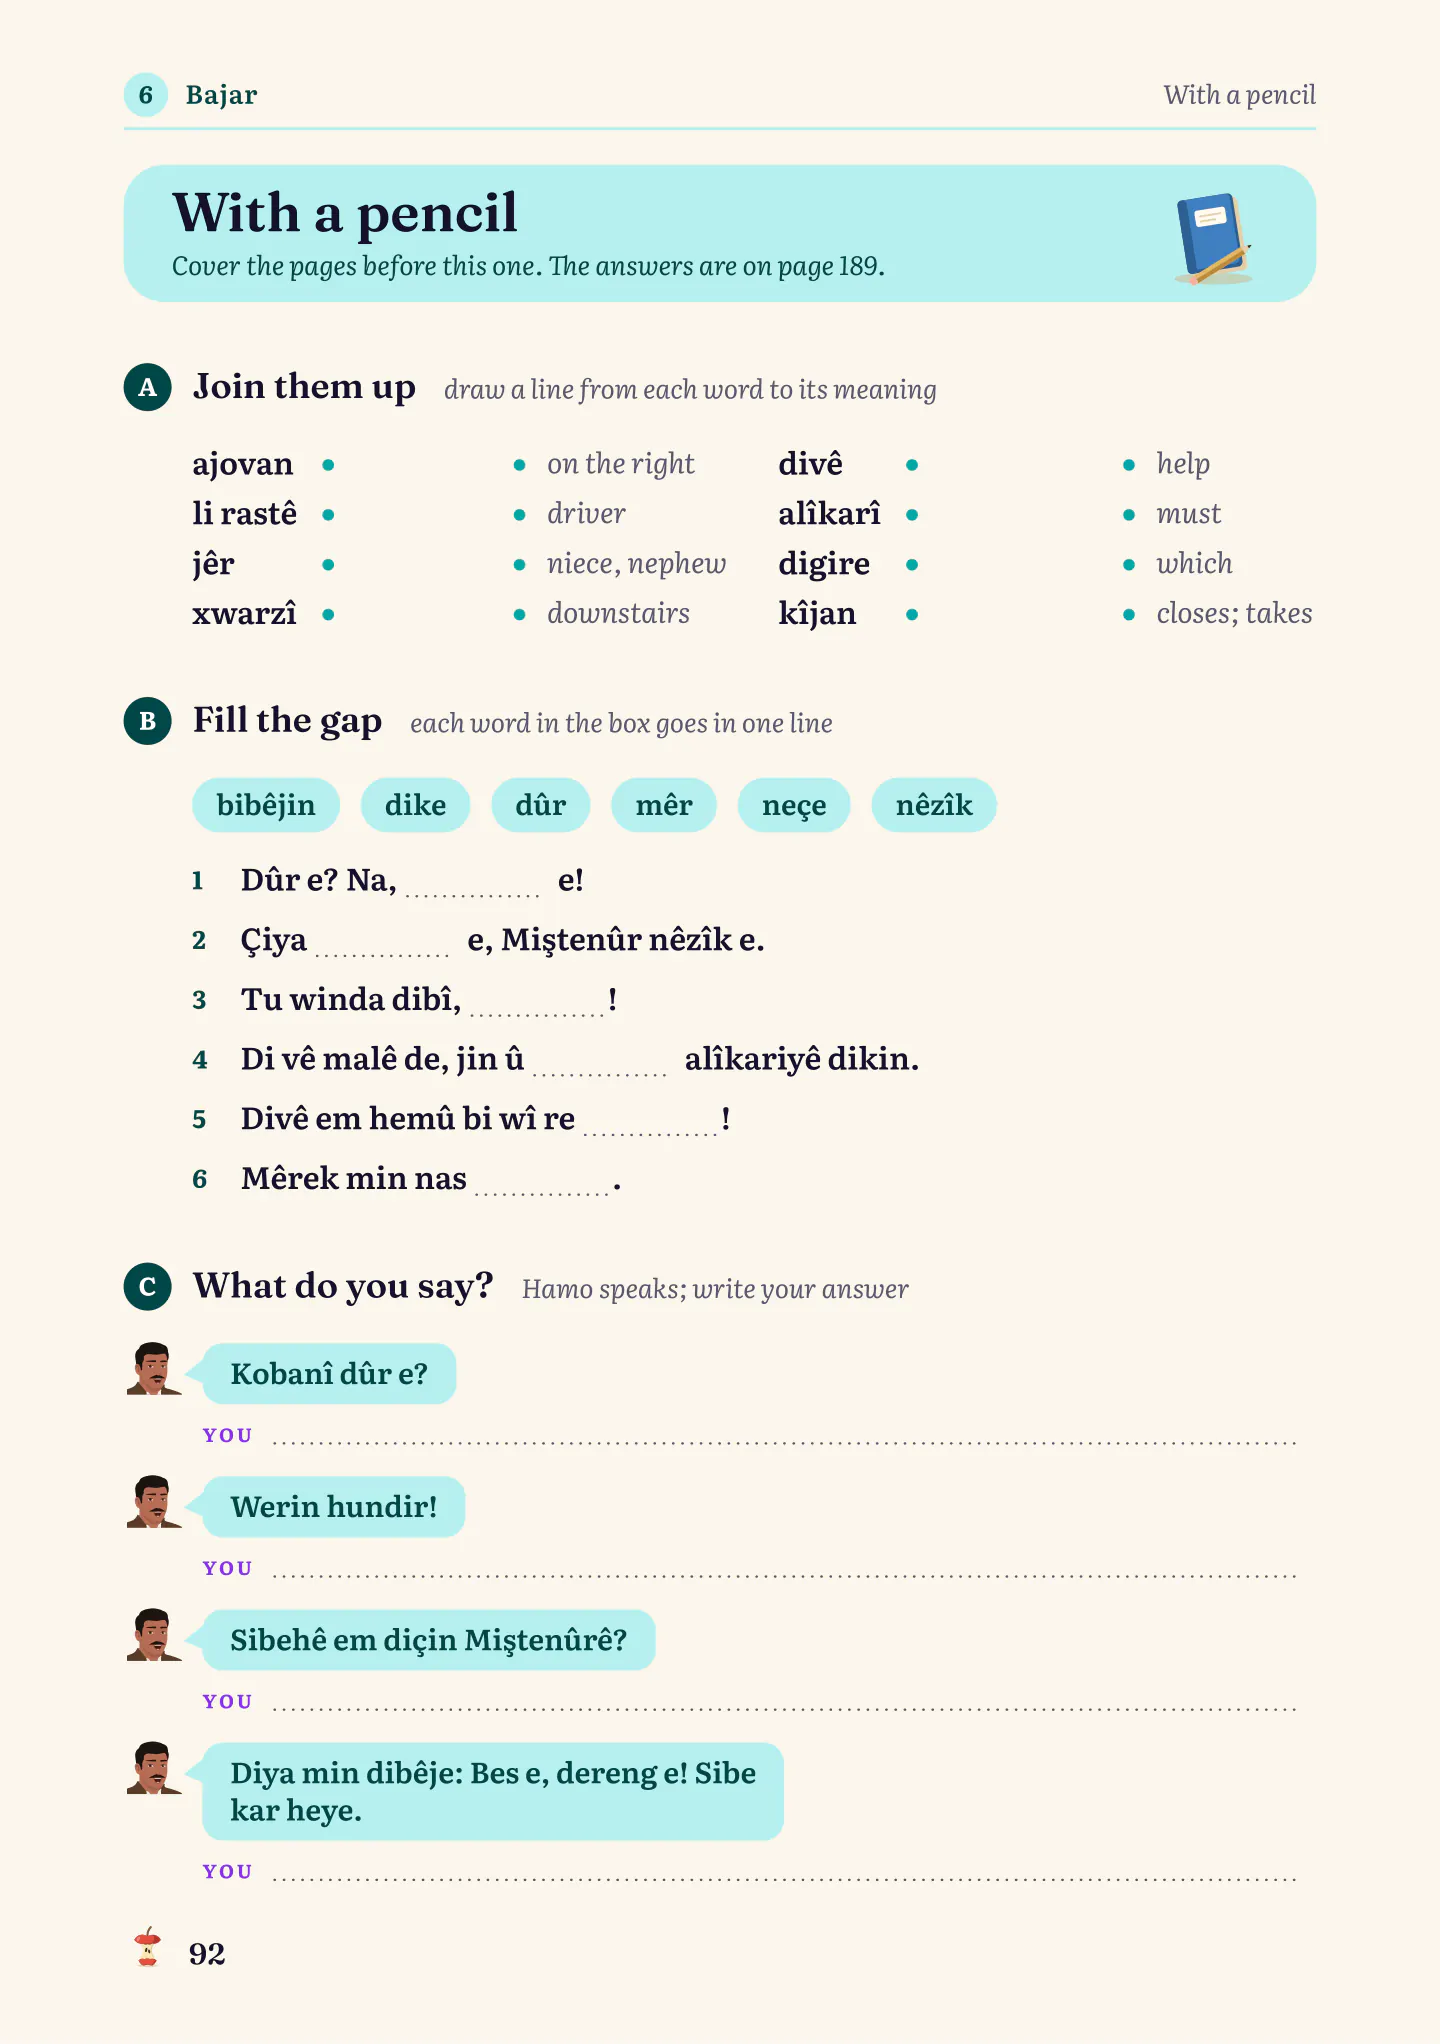 6 Bajar
With a pencil
With a pencil
Cover the pages before this one. The answers are on page 189.
A Join them up draw a line from each word to its meaning
ajovan • • on the right divê • • help
li rastê • • driver alîkarî • • must
jêr • • niece, nephew digire • • which
xwarzî • • downstairs kîjan • • closes; takes
B Fill the gap each word in the box goes in one line
bibêjin dike dûr mêr neçe nêzîk
1 Dûr e? Na, ............... e!
2 Çiya ............... e, Miştenûr nêzîk e.
3 Tu winda dibî, ............... !
4 Di vê malê de, jin û ............... alîkariyê dikin.
5 Divê em hemû bi wî re ............... !
6 Mêrek min nas ............... .
C What do you say? Hamo speaks; write your answer
Kobanî dûr e?
YOU
Werin hundir!
YOU
Sibehê em diçin Miştenûrê?
YOU
Diya min dibêje: Bes e, dereng e! Sibe
kar heye.
YOU
92